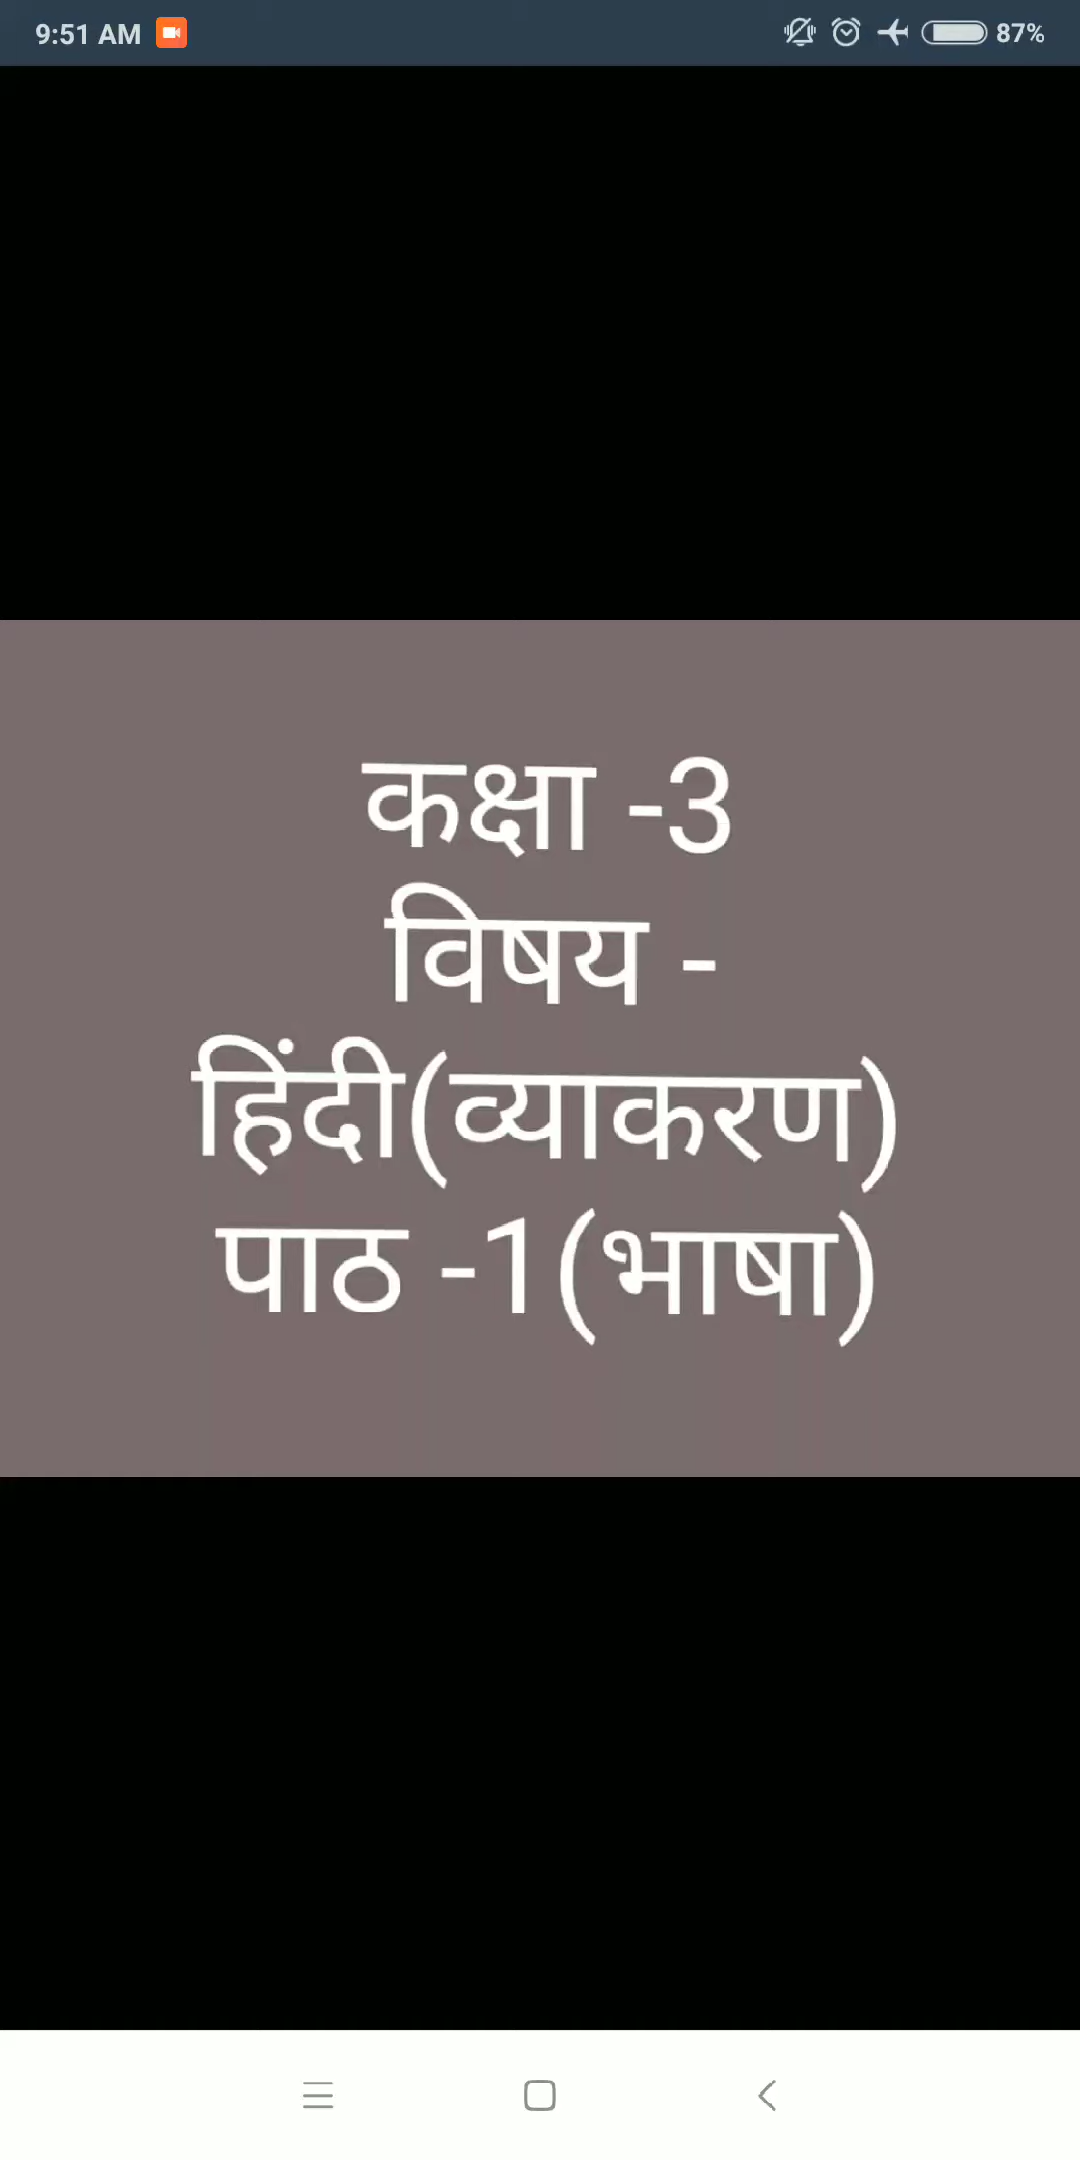 9:51 AM 87%
कक्षा -3
विषय -
हिंदी(व्याकरण)
पाठ -1(भाषा)